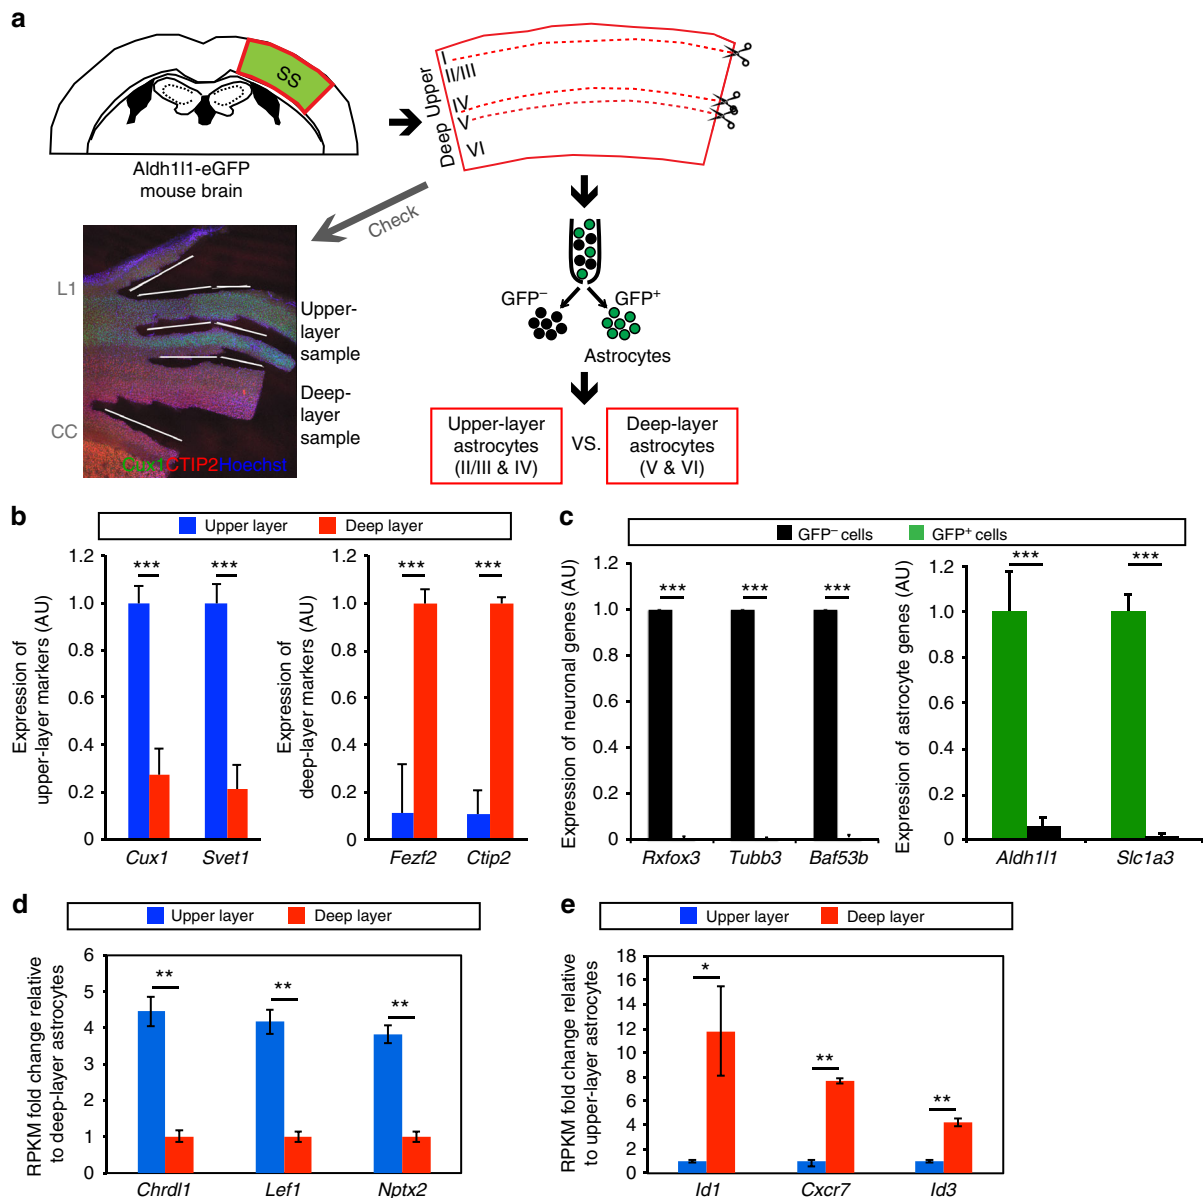 a
SS
Aldh1l1-eGFP
mouse brain
Upper
Deep
I
II/III
IV
V
VI
Check
L1
CC
Upper-
layer
sample
Deep-
layer
sample
Cux1CTIP2Hoechst
GFP−
GFP+
Astrocytes
Upper-layer
astrocytes
(II/III & IV)
VS.
Deep-layer
astrocytes
(V & VI)
b
Upper layer
Deep layer
Expression of
upper-layer markers (AU)
1.2
1.0
0.8
0.6
0.4
0.2
0
***
***
Cux1
Svet1
Expression of
deep-layer markers (AU)
1.2
1.0
0.8
0.6
0.4
0.2
0
***
***
Fezf2
Ctip2
c
GFP− cells
GFP+ cells
Expression of neuronal genes (AU)
1.2
1.0
0.8
0.6
0.4
0.2
0
***
***
***
Rxfox3
Tubb3
Baf53b
Expression of astrocyte genes (AU)
1.2
1.0
0.8
0.6
0.4
0.2
0
***
***
Aldh1l1
Slc1a3
d
Upper layer
Deep layer
RPKM fold change relative
to deep-layer astrocytes
6
5
4
3
2
1
0
**
**
**
Chrdl1
Lef1
Nptx2
e
Upper layer
Deep layer
RPKM fold change relative
to upper-layer astrocytes
18
16
14
12
10
8
6
4
2
0
*
**
**
Id1
Cxcr7
Id3